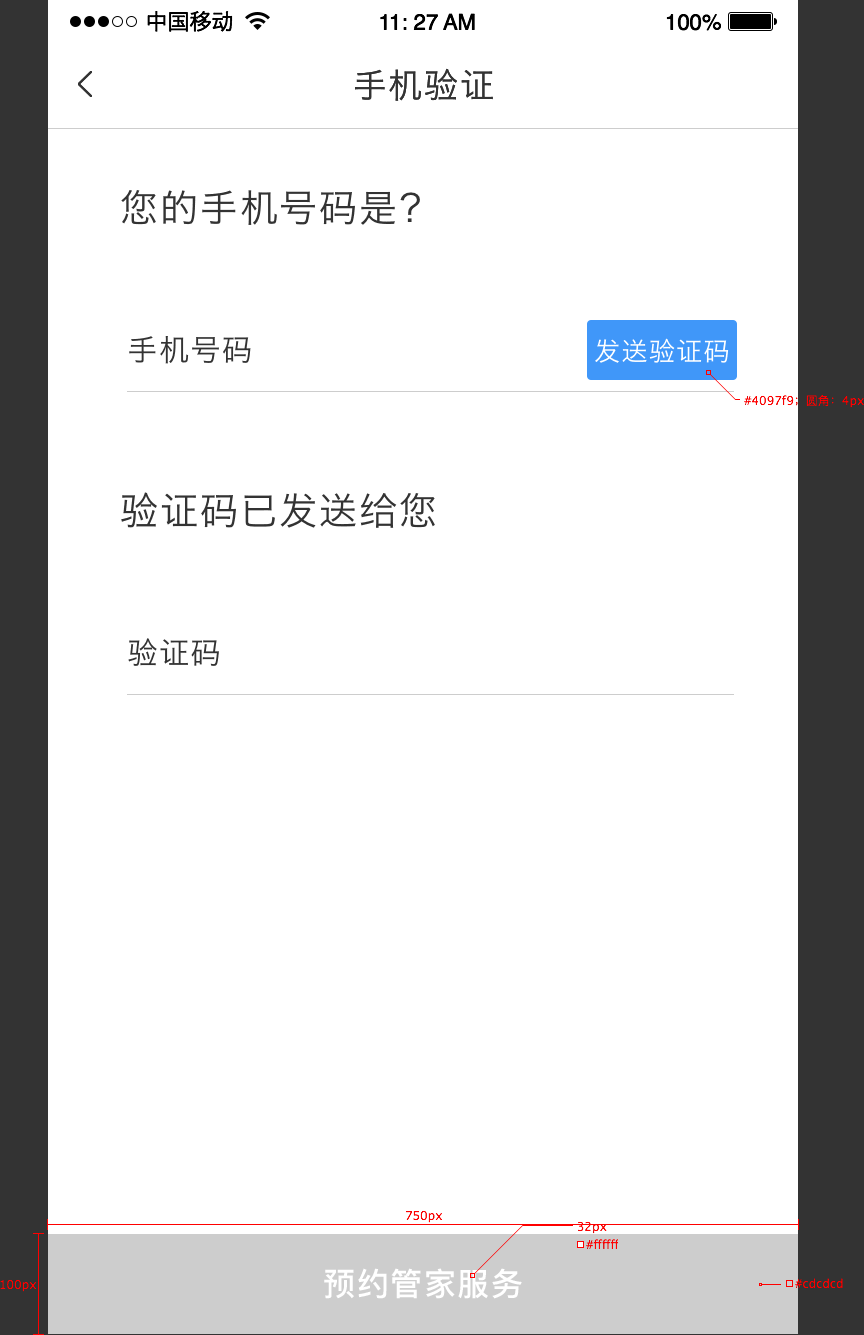 中国移动 11: 27 AM 100%
手机验证
您的手机号码是?
手机号码 发送验证码
#4097f9; 圆角: 4px
验证码已发送给您
验证码
750px
32px
#ffffff
100px 预约管家服务 #cdcdcd